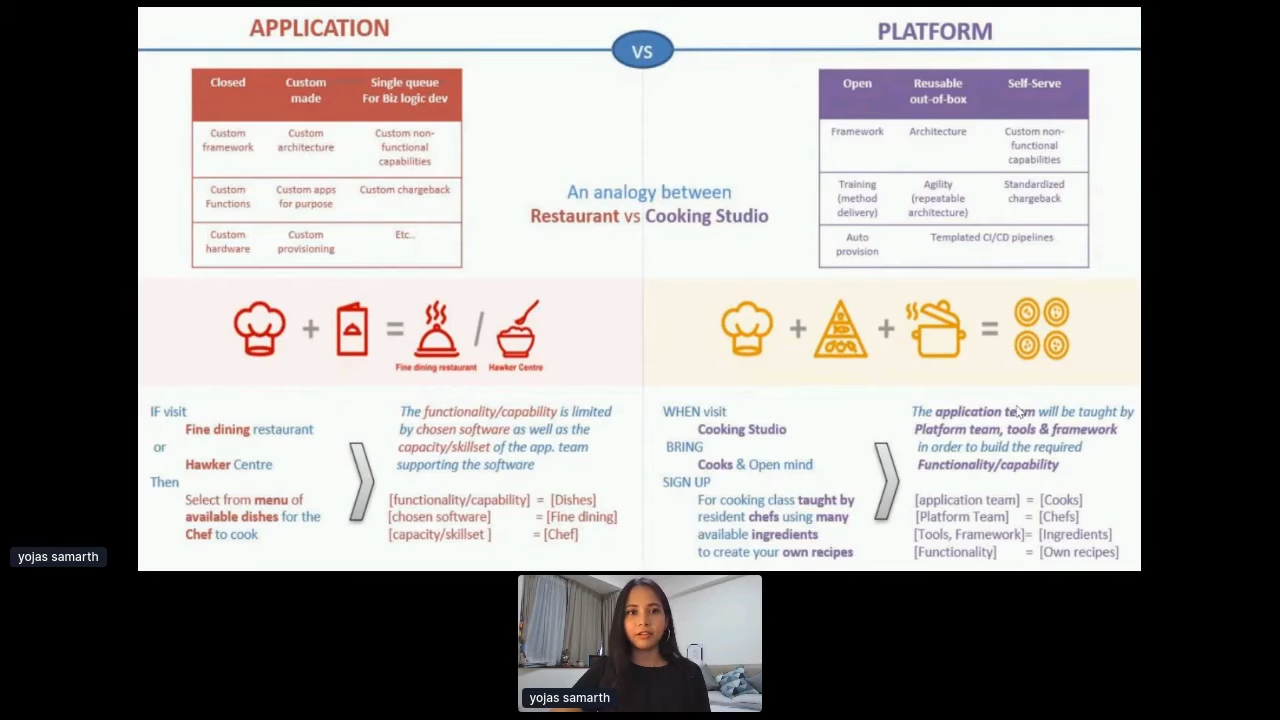 APPLICATION
VS
PLATFORM
Closed
Custom made
Single queue For Biz logic dev
Custom framework
Custom architecture
Custom non-functional capabilities
Custom Functions
Custom apps for purpose
Custom chargeback
Custom hardware
Custom provisioning
Etc..
An analogy between
Restaurant vs Cooking Studio
Open
Reusable out-of-box
Self-Serve
Framework
Architecture
Custom non-functional capabilities
Training (method delivery)
Agility (repeatable architecture)
Standardized chargeback
Auto provision
Templated CI/CD pipelines
+
=
/
Fine dining restaurant
Hawker Centre
+
+
=
IF visit
Fine dining restaurant
or
Hawker Centre
Then
Select from menu of
available dishes for the
Chef to cook
The functionality/capability is limited
by chosen software as well as the
capacity/skillset of the app. team
supporting the software
[functionality/capability] = [Dishes]
[chosen software] = [Fine dining]
[capacity/skillset ] = [Chef]
WHEN visit
Cooking Studio
BRING
Cooks & Open mind
SIGN UP
For cooking class taught by
resident chefs using many
available ingredients
to create your own recipes
The application team will be taught by
Platform team, tools & framework
in order to build the required
Functionality/capability
[application team] = [Cooks]
[Platform Team] = [Chefs]
[Tools, Framework]= [Ingredients]
[Functionality] = [Own recipes]
yojas samarth
yojas samarth